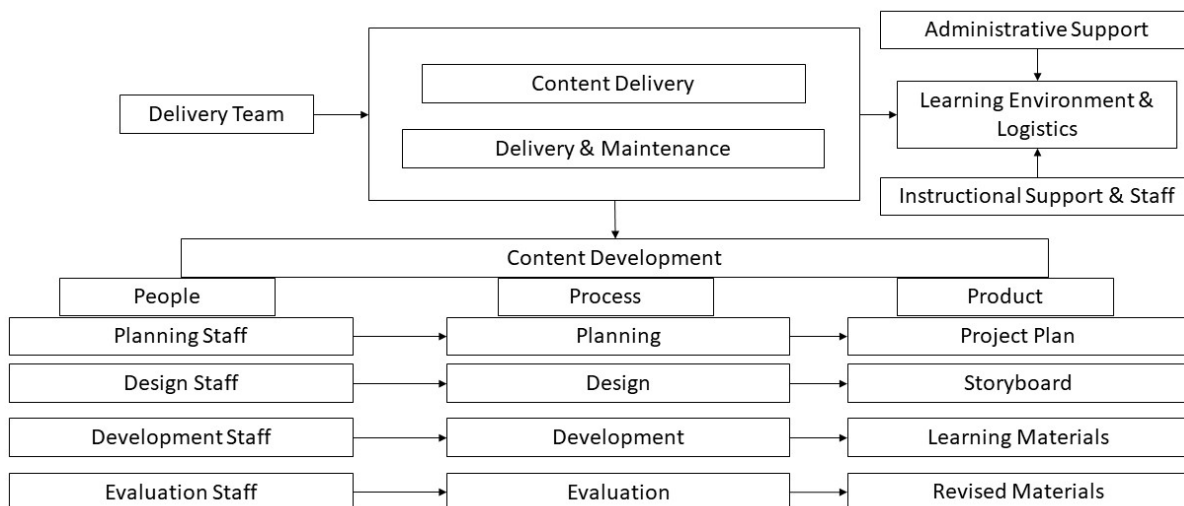 Administrative Support
Content Delivery
Delivery Team
Learning Environment &
Logistics
Delivery & Maintenance
Instructional Support & Staff
Content Development
People
Process
Product
Planning Staff
Planning
Project Plan
Design Staff
Design
Storyboard
Development Staff
Development
Learning Materials
Evaluation Staff
Evaluation
Revised Materials